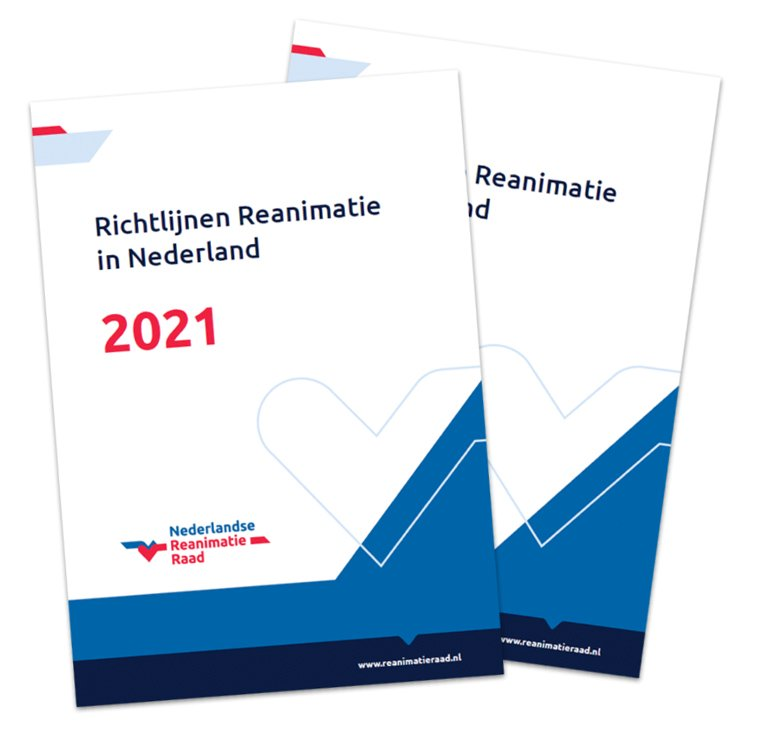 Richtlijnen Reanimatie
in Nederland
2021
Nederlandse
Reanimatie
Raad
www.reanimatieraad.nl
Reanimatie
www.reanimatieraad.nl